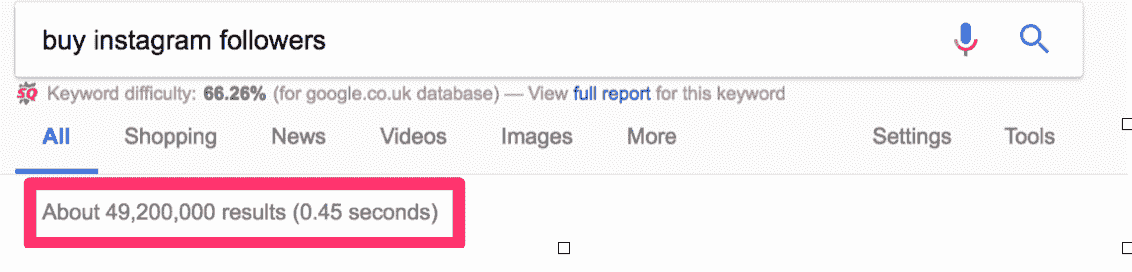 buy instagram followers
SQ Keyword difficulty: 66.26% (for google.co.uk database) — View full report for this keyword
All Shopping News Videos Images More Settings Tools
About 49,200,000 results (0.45 seconds)